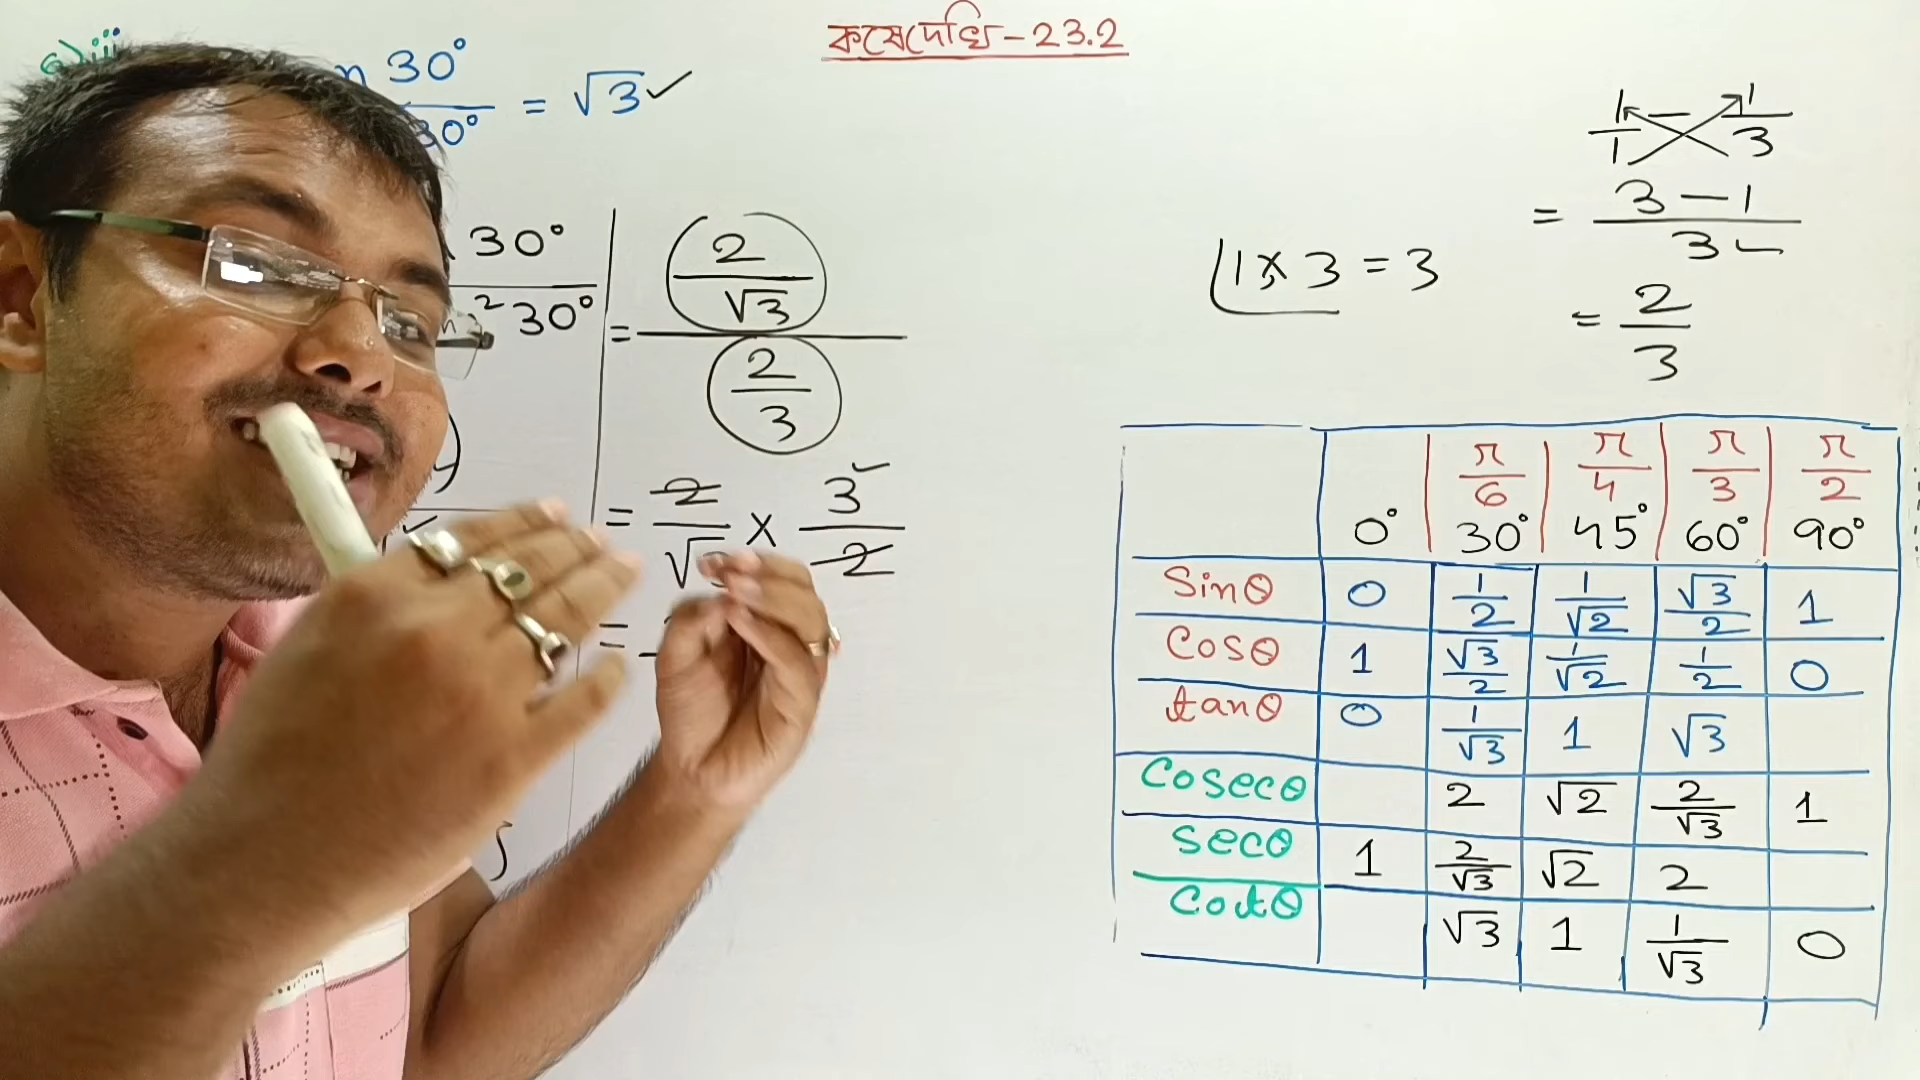 কষেদেখি - 23.2
iii
n 30°
30° = √3 ✓
30°
² 30°
= 2/√3
2/3
= 2/√ × 3/2
=
1/1 - 1/3
= 3 - 1
3
= 2/3
1 × 3 = 3
π/6 π/4 π/3 π/2
0° 30° 45° 60° 90°
Sinθ 0 1/2 1/√2 √3/2 1
Cosθ 1 √3/2 1/√2 1/2 0
tanθ 0 1/√3 1 √3
Cosecθ 2 √2 2/√3 1
Secθ 1 2/√3 √2 2
Cotθ √3 1 1/√3 0